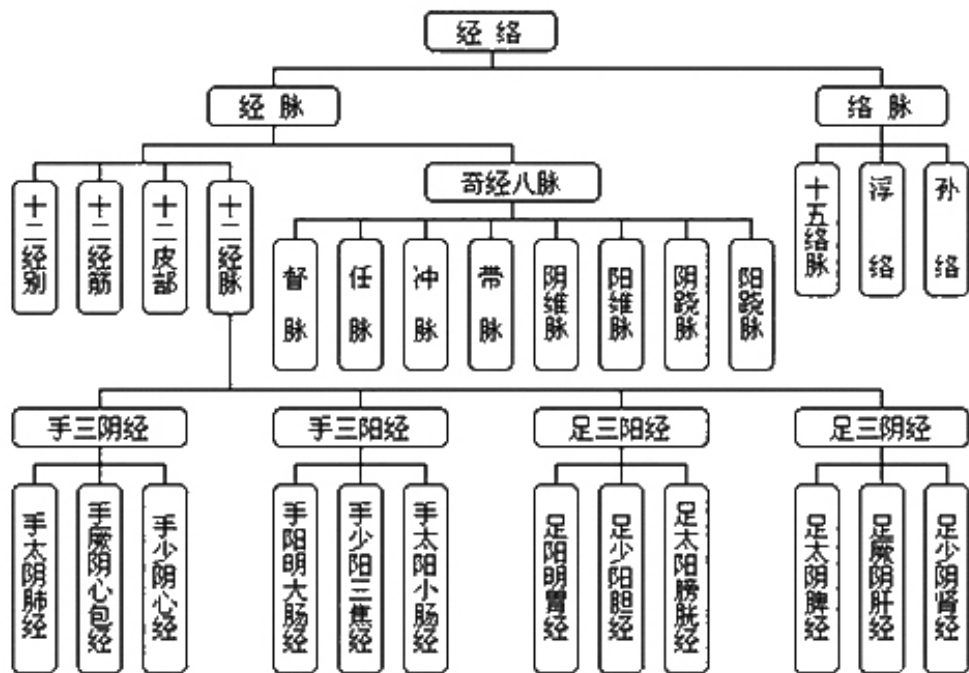 经络
经脉
络脉
奇经八脉
十二经别
十二经筋
十二皮部
十二经脉
十五络脉
浮络
孙络
督脉
任脉
冲脉
带脉
阴维脉
阳维脉
阴跷脉
阳跷脉
手三阴经
手三阳经
足三阳经
足三阴经
手太阴肺经
手厥阴心包经
手少阴心经
手阳明大肠经
手少阳三焦经
手太阳小肠经
足阳明胃经
足少阳胆经
足太阳膀胱经
足太阴脾经
足厥阴肝经
足少阴肾经